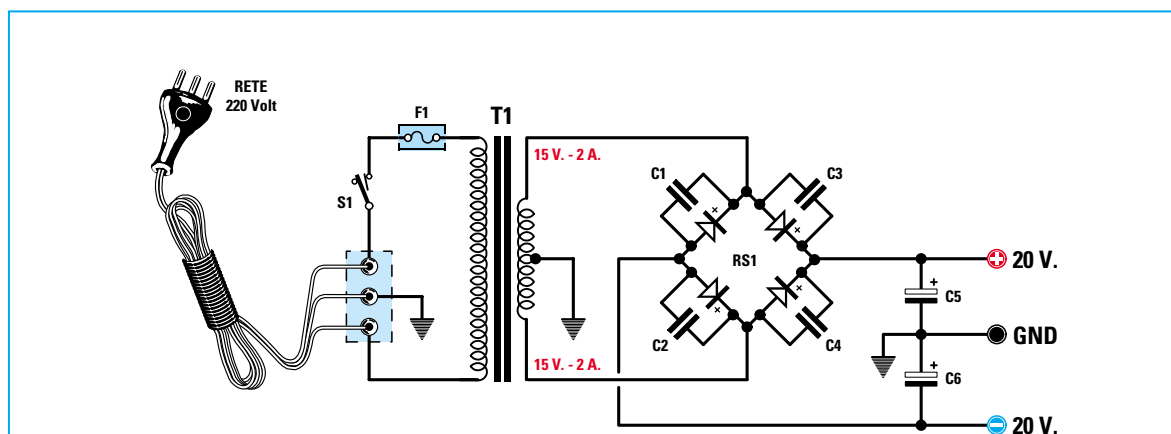 RETE
220 Volt
F1
T1
S1
15 V. - 2 A.
15 V. - 2 A.
C1
C3
RS1
C2
C4
+ 20 V.
+
C5
GND
+
C6
- 20 V.